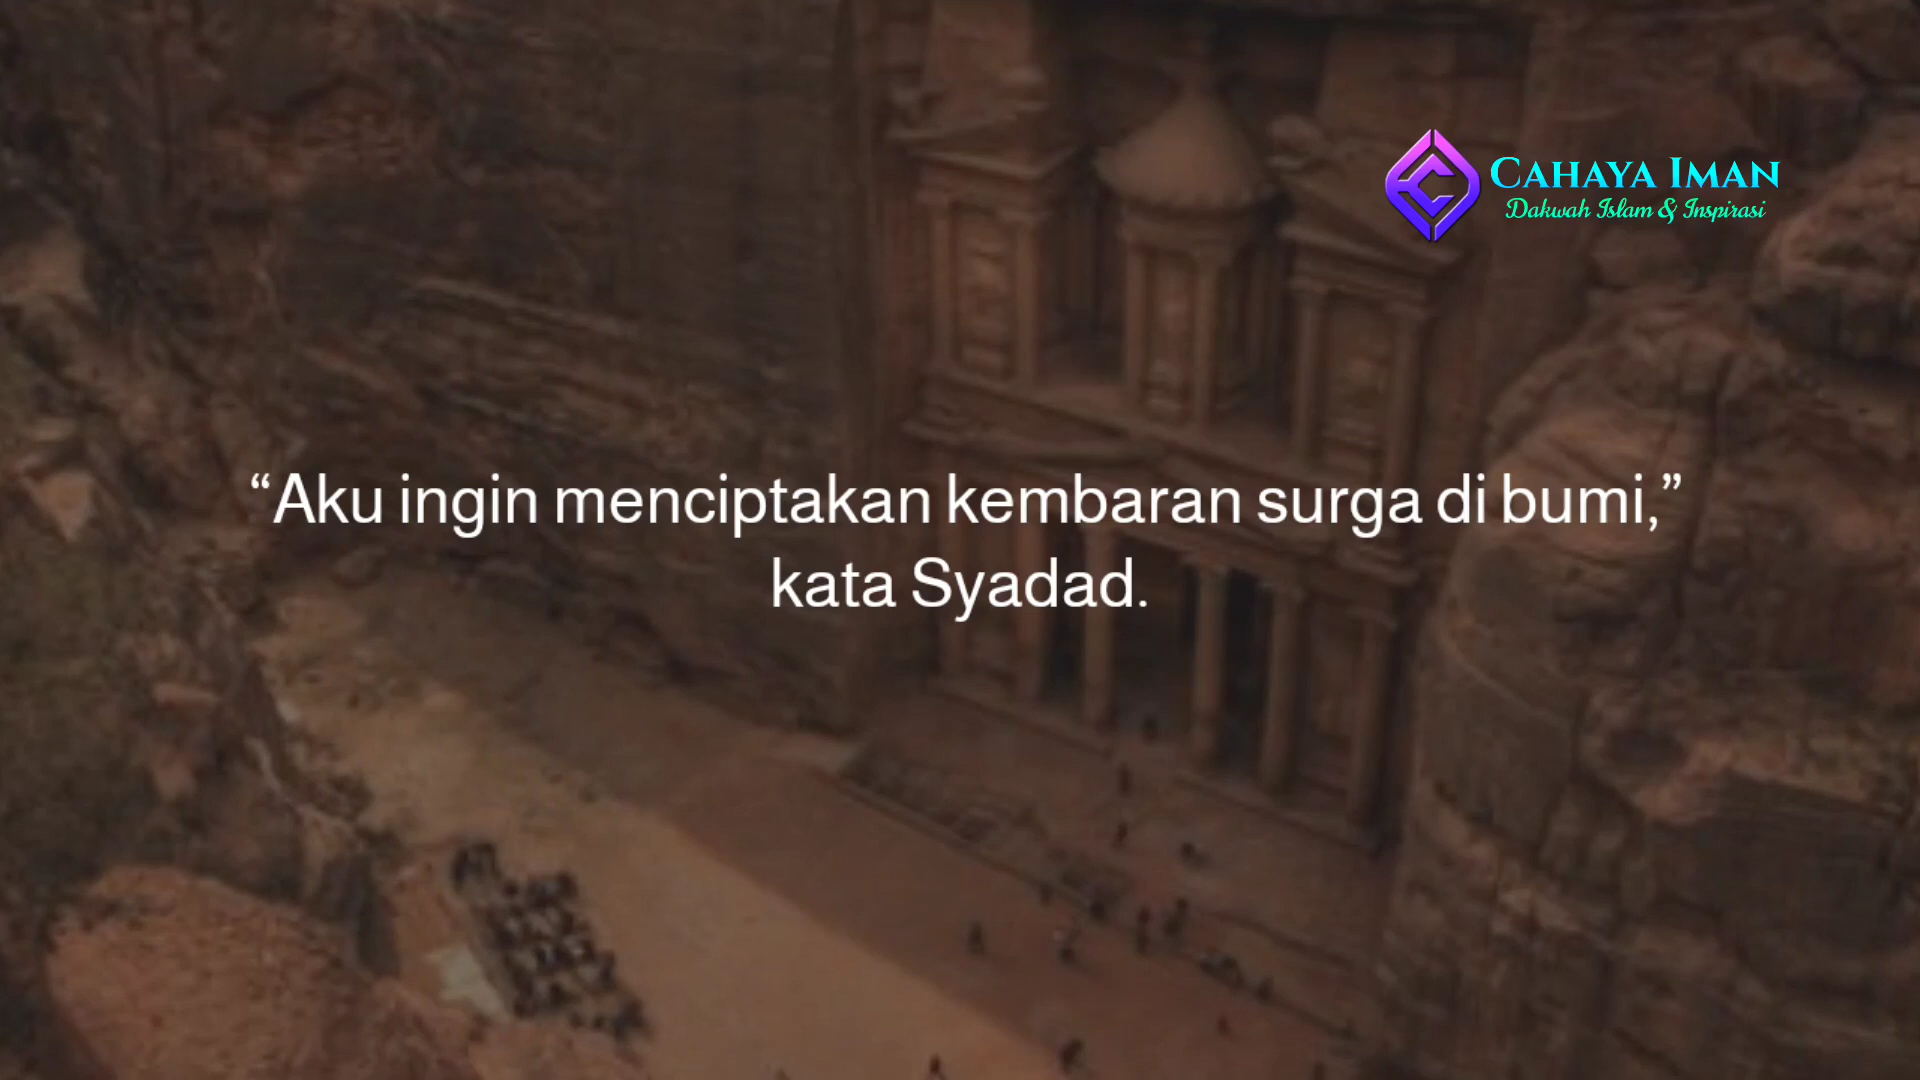 CAHAYA IMAN
Dakwah Islam & Inspirasi
“Aku ingin menciptakan kembaran surga di bumi,”
kata Syadad.